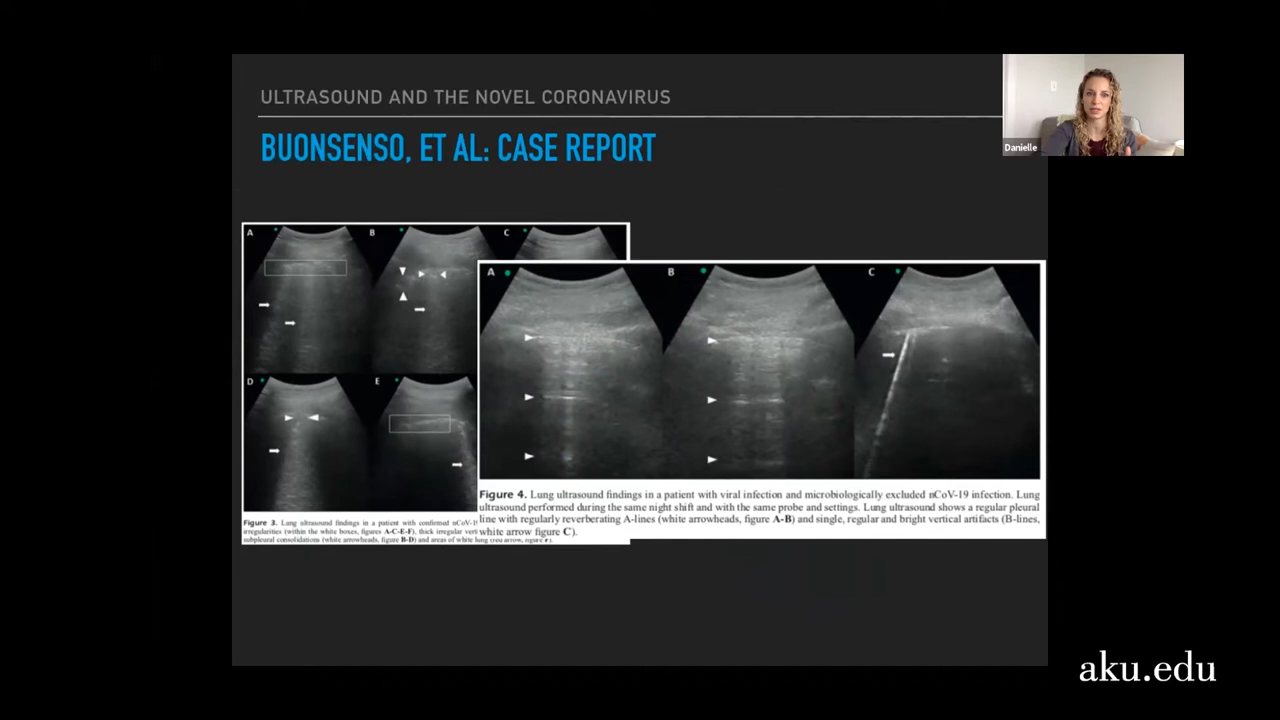 ULTRASOUND AND THE NOVEL CORONAVIRUS
BUONSENSO, ET AL: CASE REPORT
Danielle
A B C
D E
A B C
Figure 3. Lung ultrasound findings in a patient with confirmed nCoV-1
irregularities (within the white boxes, figures A-C-E-F), thick irregular vert
subpleural consolidations (white arrowheads, figure B-D) and areas of white lung
Figure 4. Lung ultrasound findings in a patient with viral infection and microbiologically excluded nCoV-19 infection. Lung
ultrasound performed during the same night shift and with the same probe and settings. Lung ultrasound shows a regular pleural
line with regularly reverberating A-lines (white arrowheads, figure A-B) and single, regular and bright vertical artifacts (B-lines,
white arrow figure C).
aku.edu